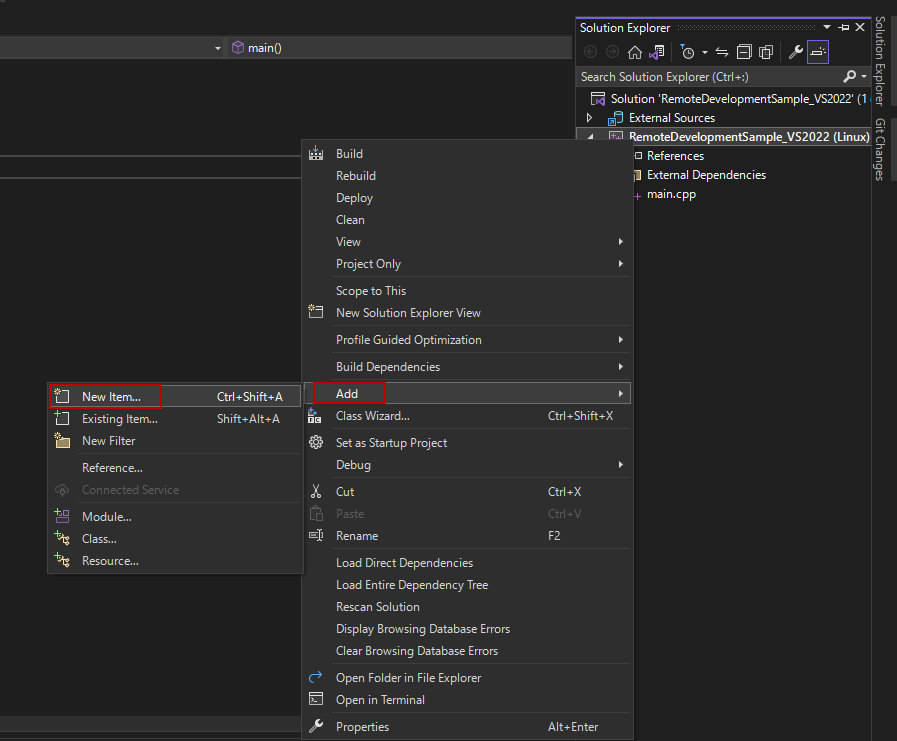 main()
Solution Explorer
Search Solution Explorer (Ctrl+;)
Solution 'RemoteDevelopmentSample_VS2022' (1
External Sources
RemoteDevelopmentSample_VS2022 (Linux)
References
External Dependencies
main.cpp
Solution Explorer
Git Changes
Build
Rebuild
Deploy
Clean
View
Project Only
Scope to This
New Solution Explorer View
Profile Guided Optimization
Build Dependencies
Add
Class Wizard... Ctrl+Shift+X
Set as Startup Project
Debug
Cut Ctrl+X
Paste Ctrl+V
Rename F2
Load Direct Dependencies
Load Entire Dependency Tree
Rescan Solution
Display Browsing Database Errors
Clear Browsing Database Errors
Open Folder in File Explorer
Open in Terminal
Properties Alt+Enter
New Item... Ctrl+Shift+A
Existing Item... Shift+Alt+A
New Filter
Reference...
Connected Service
Module...
Class...
Resource...